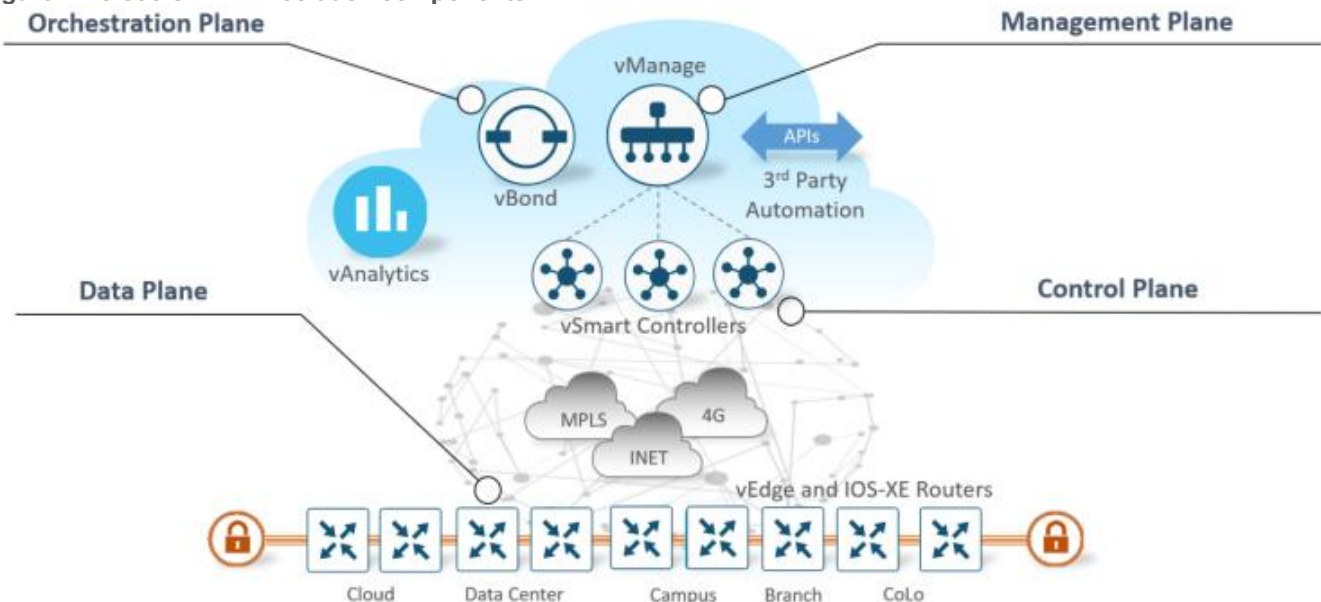 Orchestration Plane
Management Plane
vManage
APIs
vBond
3rd Party
Automation
vAnalytics
Data Plane
Control Plane
vSmart Controllers
MPLS
4G
INET
vEdge and IOS-XE Routers
Cloud
Data Center
Campus
Branch
CoLo